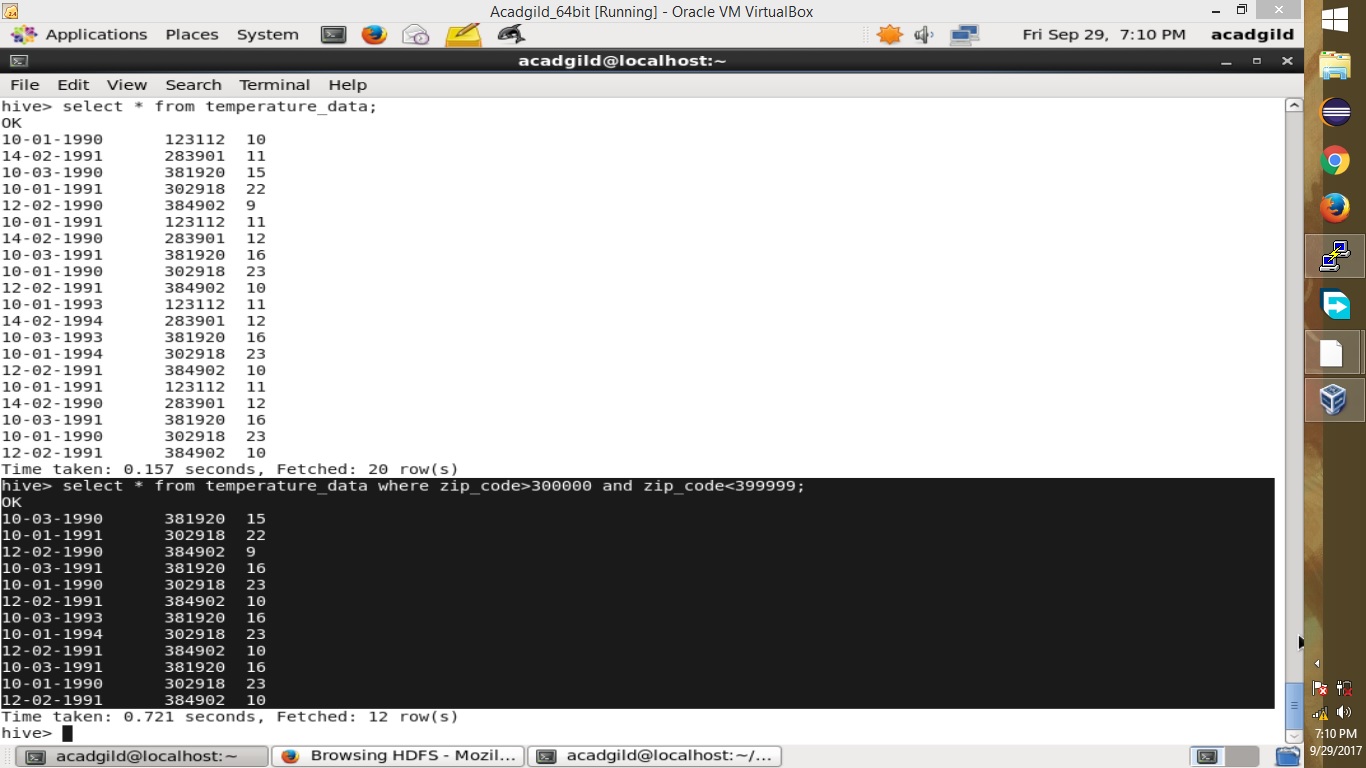 Acadgild_64bit [Running] - Oracle VM VirtualBox
Applications Places System Fri Sep 29, 7:10 PM acadgild
acadgild@localhost:~
File Edit View Search Terminal Help
hive> select * from temperature_data;
OK
10-01-1990 123112 10
14-02-1991 283901 11
10-03-1990 381920 15
10-01-1991 302918 22
12-02-1990 384902 9
10-01-1991 123112 11
14-02-1990 283901 12
10-03-1991 381920 16
10-01-1990 302918 23
12-02-1991 384902 10
10-01-1993 123112 11
14-02-1994 283901 12
10-03-1993 381920 16
10-01-1994 302918 23
12-02-1991 384902 10
10-01-1991 123112 11
14-02-1990 283901 12
10-03-1991 381920 16
10-01-1990 302918 23
12-02-1991 384902 10
Time taken: 0.157 seconds, Fetched: 20 row(s)
hive> select * from temperature_data where zip_code>300000 and zip_code<399999;
OK
10-03-1990 381920 15
10-01-1991 302918 22
12-02-1990 384902 9
10-03-1991 381920 16
10-01-1990 302918 23
12-02-1991 384902 10
10-03-1993 381920 16
10-01-1994 302918 23
12-02-1991 384902 10
10-03-1991 381920 16
10-01-1990 302918 23
12-02-1991 384902 10
Time taken: 0.721 seconds, Fetched: 12 row(s)
hive>
acadgild@localhost:~ Browsing HDFS - Mozil... acadgild@localhost:~/...
7:10 PM
9/29/2017